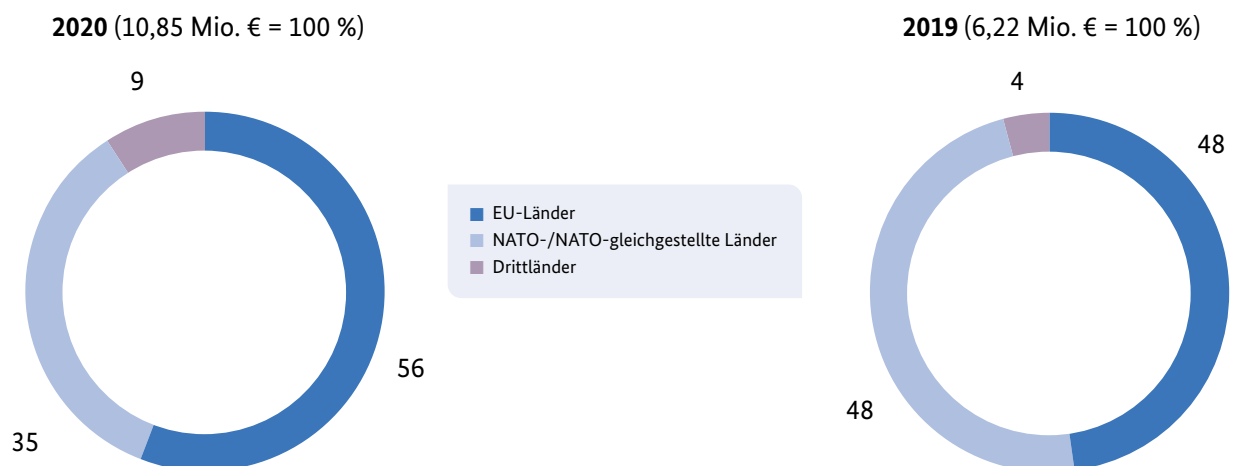 2020 (10,85 Mio. € = 100 %)
9
56
35
EU-Länder
NATO-/NATO-gleichgestellte Länder
Drittländer
2019 (6,22 Mio. € = 100 %)
4
48
48